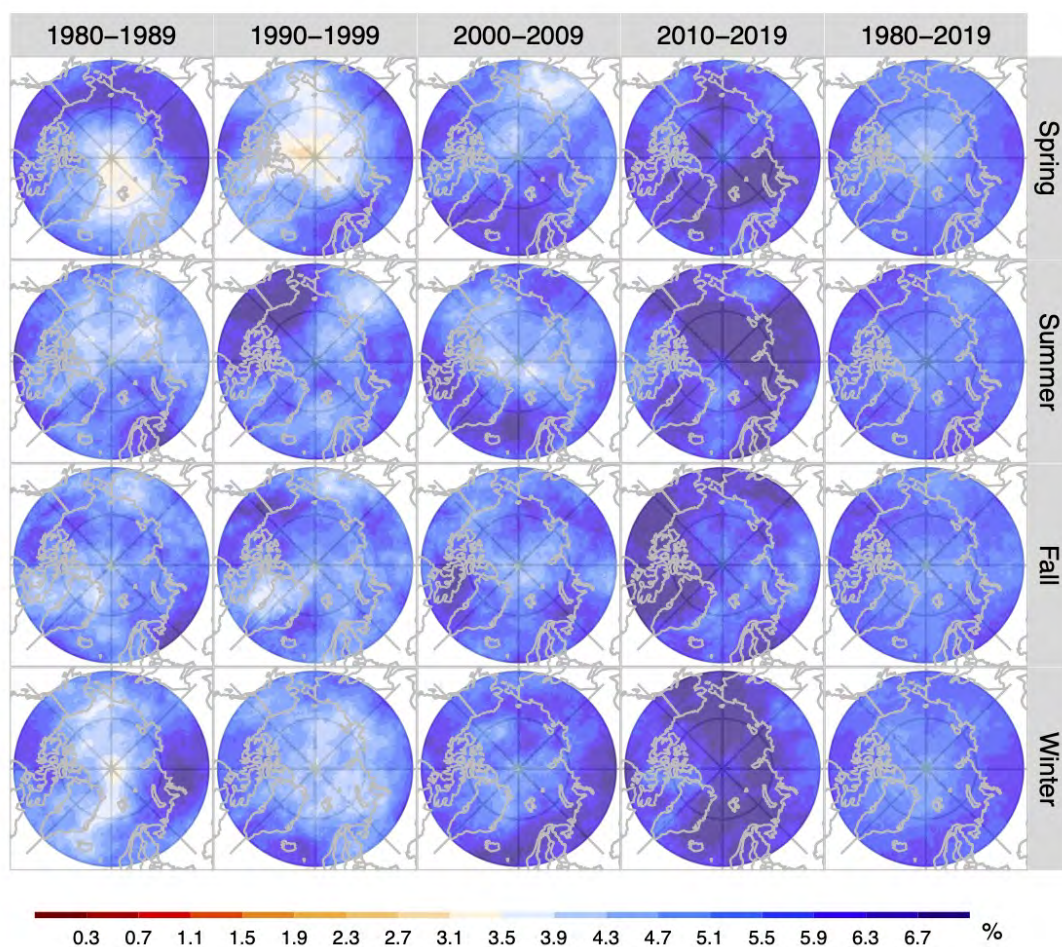 1980–1989 1990–1999 2000–2009 2010–2019 1980–2019
Spring
Summer
Fall
Winter
0.3 0.7 1.1 1.5 1.9 2.3 2.7 3.1 3.5 3.9 4.3 4.7 5.1 5.5 5.9 6.3 6.7 %